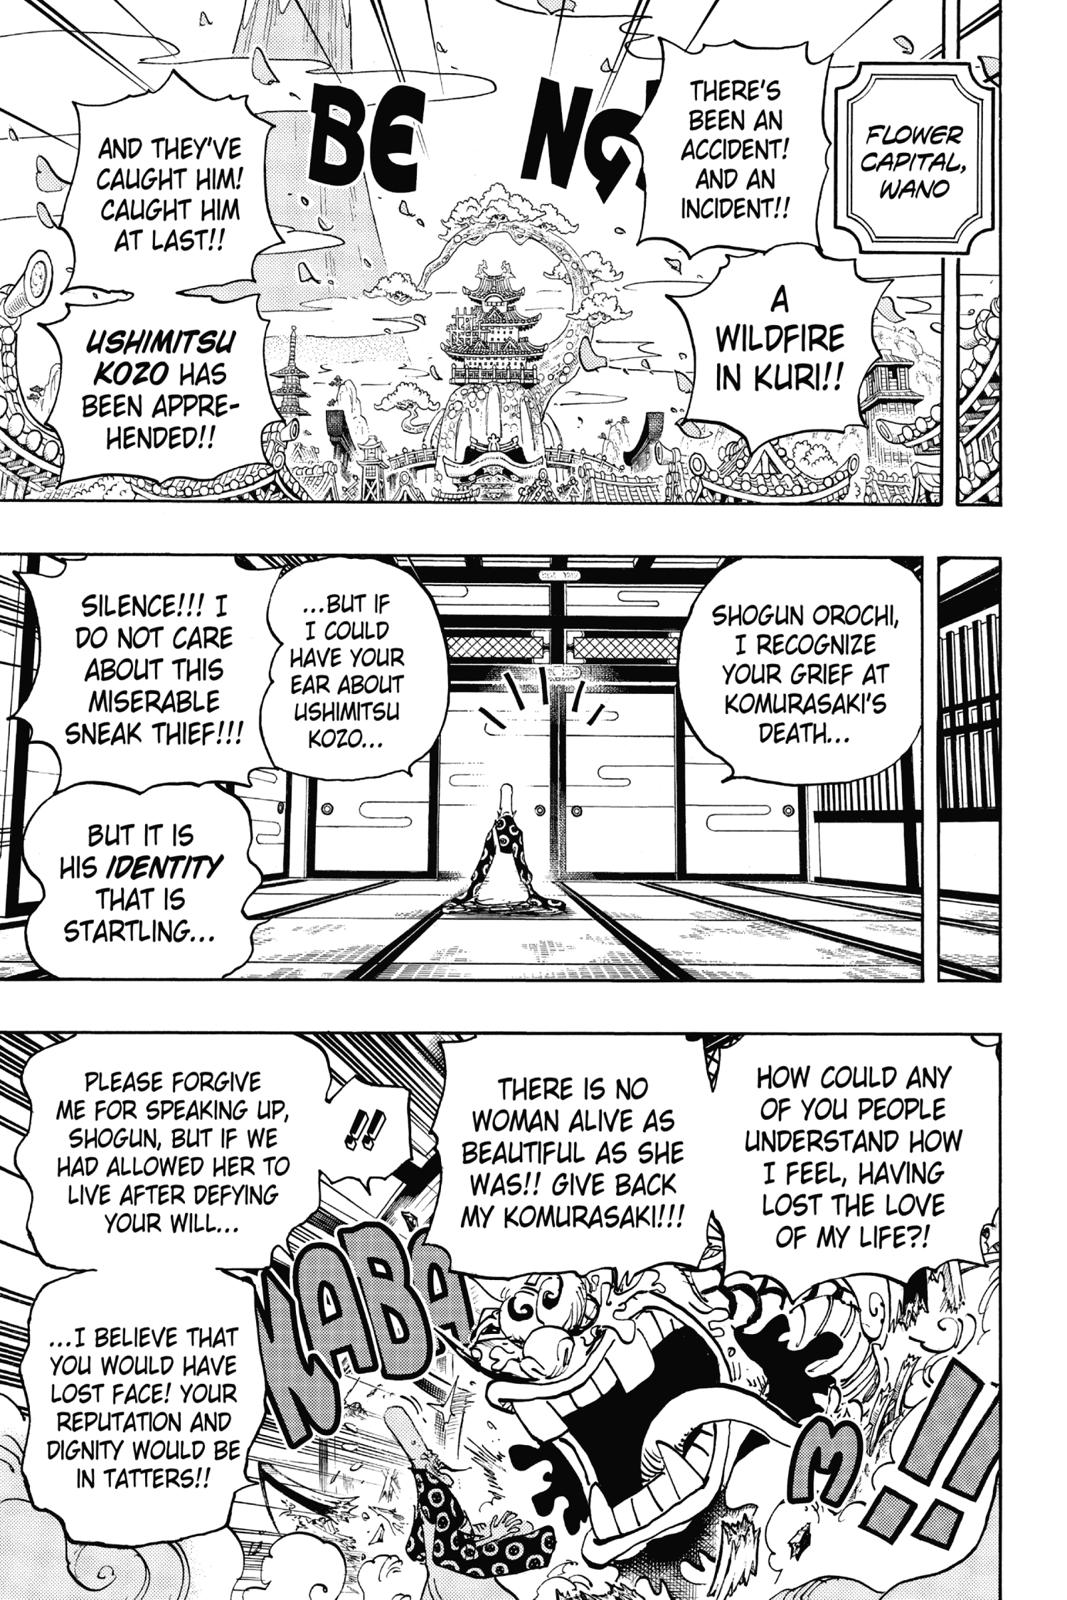 FLOWER
CAPITAL,
WANO
THERE'S
BEEN AN
ACCIDENT!
AND AN
INCIDENT!!
A
WILDFIRE
IN KURI!!
BE
NG!
AND THEY'VE
CAUGHT HIM!
CAUGHT HIM
AT LAST!!
USHIMITSU
KOZO HAS
BEEN APPRE-
HENDED!!
SHOGUN OROCHI,
I RECOGNIZE
YOUR GRIEF AT
KOMURASAKI'S
DEATH...
...BUT IF
I COULD
HAVE YOUR
EAR ABOUT
USHIMITSU
KOZO...
SILENCE!!! I
DO NOT CARE
ABOUT THIS
MISERABLE
SNEAK THIEF!!!
BUT IT IS
HIS IDENTITY
THAT IS
STARTLING...
HOW COULD ANY
OF YOU PEOPLE
UNDERSTAND HOW
I FEEL, HAVING
LOST THE LOVE
OF MY LIFE?!
THERE IS NO
WOMAN ALIVE AS
BEAUTIFUL AS SHE
WAS!! GIVE BACK
MY KOMURASAKI!!!
!!
PLEASE FORGIVE
ME FOR SPEAKING UP,
SHOGUN, BUT IF WE
HAD ALLOWED HER TO
LIVE AFTER DEFYING
YOUR WILL...
...I BELIEVE THAT
YOU WOULD HAVE
LOST FACE! YOUR
REPUTATION AND
DIGNITY WOULD BE
IN TATTERS!!
KABA
M!!